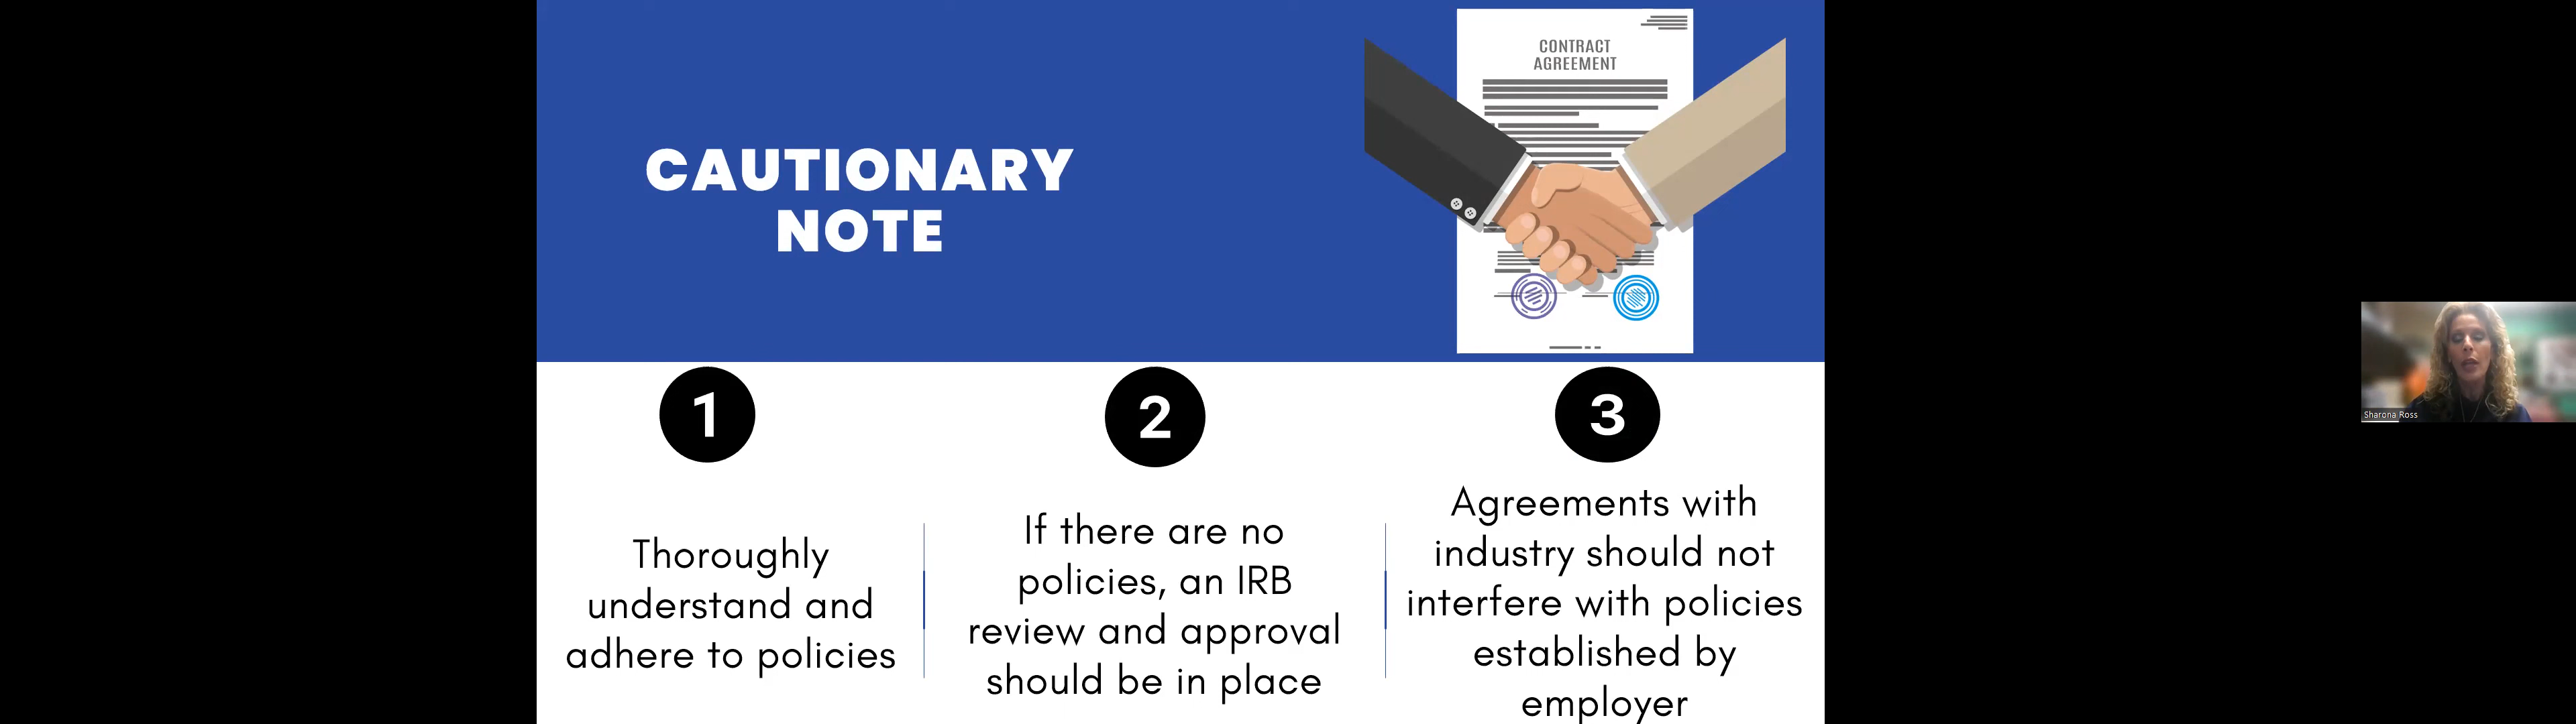 CAUTIONARY
NOTE
CONTRACT
AGREEMENT
1
Thoroughly
understand and
adhere to policies
2
If there are no
policies, an IRB
review and approval
should be in place
3
Agreements with
industry should not
interfere with policies
established by
employer
Sharona Ross